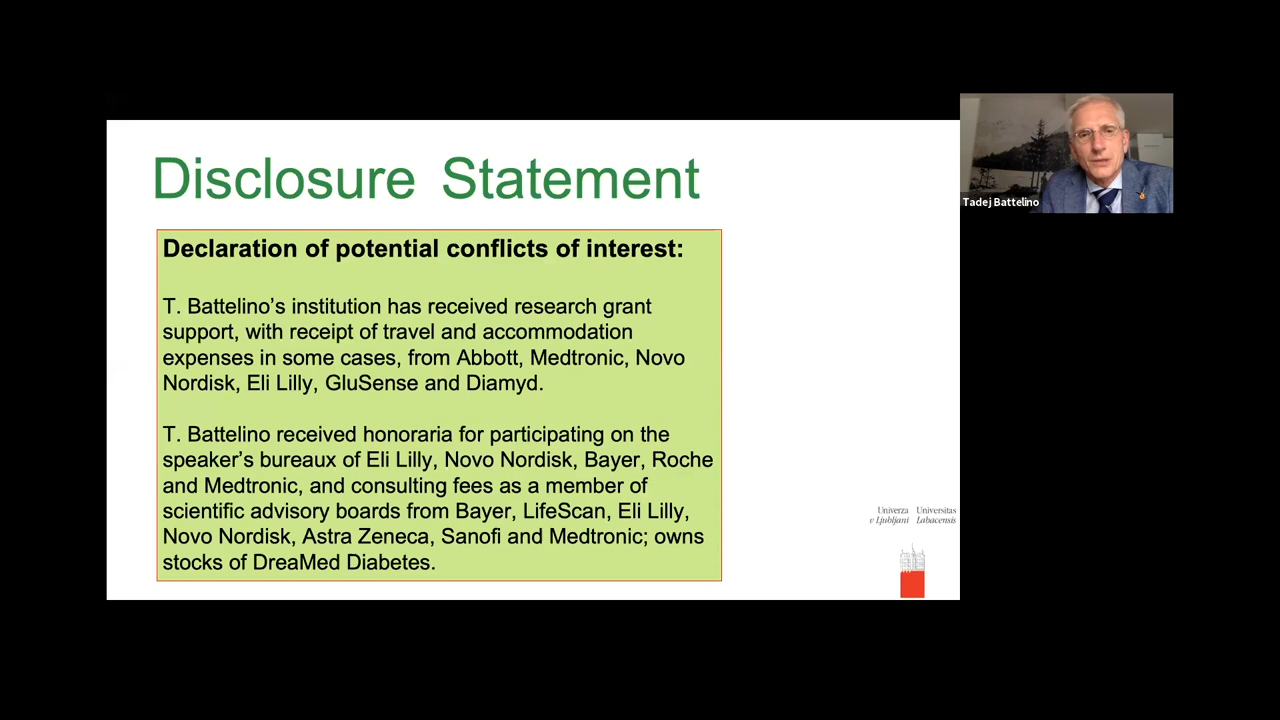 Disclosure Statement
Declaration of potential conflicts of interest:
T. Battelino’s institution has received research grant
support, with receipt of travel and accommodation
expenses in some cases, from Abbott, Medtronic, Novo
Nordisk, Eli Lilly, GluSense and Diamyd.
T. Battelino received honoraria for participating on the
speaker’s bureaux of Eli Lilly, Novo Nordisk, Bayer, Roche
and Medtronic, and consulting fees as a member of
scientific advisory boards from Bayer, LifeScan, Eli Lilly,
Novo Nordisk, Astra Zeneca, Sanofi and Medtronic; owns
stocks of DreaMed Diabetes.
Tadej Battelino
Univerza Universitas
v Ljubljani Labacensis